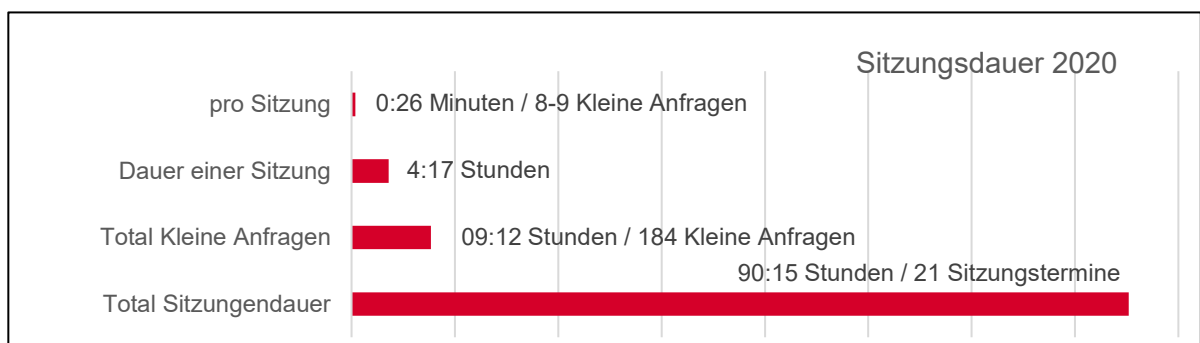 Sitzungsdauer 2020
pro Sitzung 0:26 Minuten / 8-9 Kleine Anfragen
Dauer einer Sitzung 4:17 Stunden
Total Kleine Anfragen 09:12 Stunden / 184 Kleine Anfragen
90:15 Stunden / 21 Sitzungstermine
Total Sitzungendauer